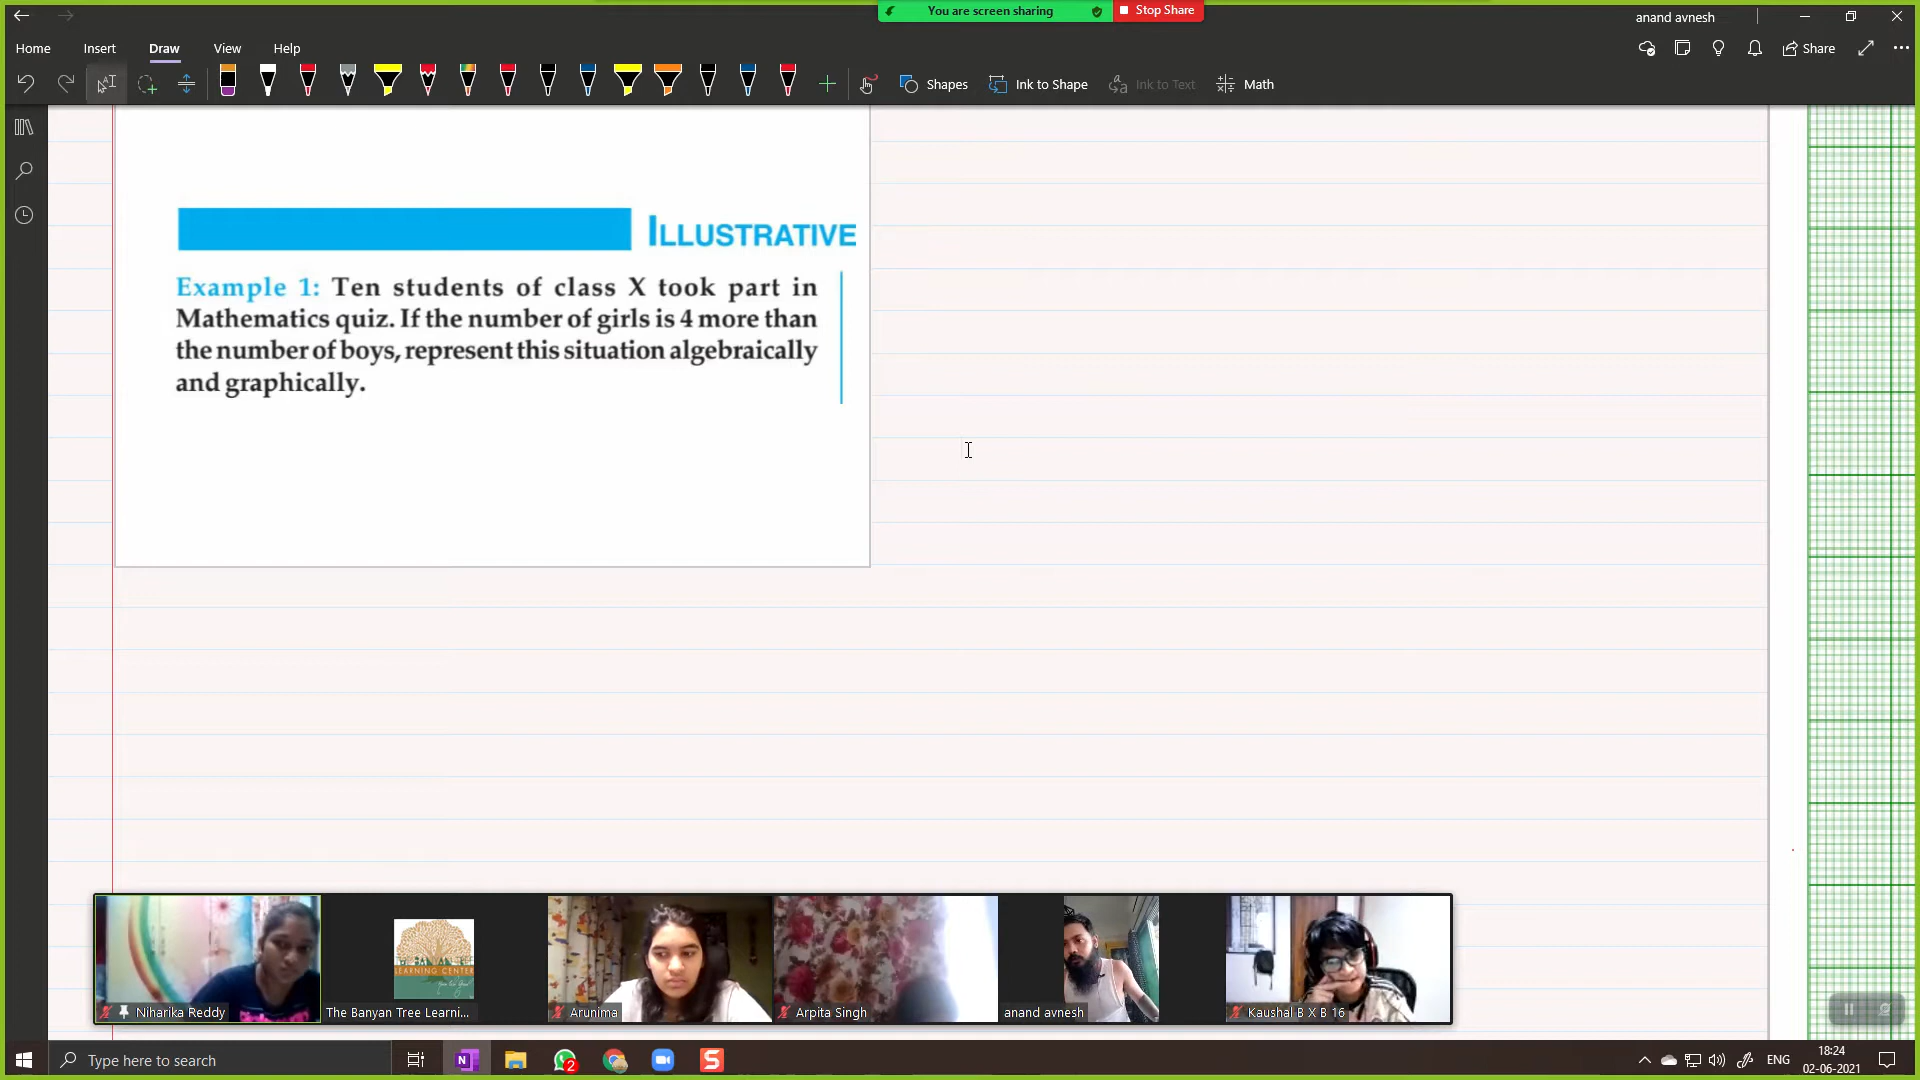 You are screen sharing
Stop Share
anand avnesh
Home Insert Draw View Help
Share
Shapes Ink to Shape Ink to Text Math
ILLUSTRATIVE
Example 1: Ten students of class X took part in
Mathematics quiz. If the number of girls is 4 more than
the number of boys, represent this situation algebraically
and graphically.
LEARNING CENTER
Niharika Reddy
The Banyan Tree Learni...
Arunima
Arpita Singh
anand avnesh
Kaushal B X B 16
Type here to search
N
2
S
ENG
18:24
02-06-2021